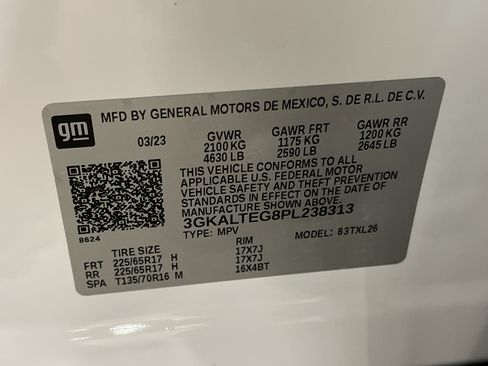 gm
MFD BY GENERAL MOTORS DE MEXICO, S. DE R.L. DE C.V.
03/23 GVWR GAWR FRT GAWR RR
2100 KG 1175 KG 1200 KG
4630 LB 2590 LB 2645 LB
THIS VEHICLE CONFORMS TO ALL
APPLICABLE U.S. FEDERAL MOTOR
VEHICLE SAFETY AND THEFT PREVENTION
STANDARDS IN EFFECT ON THE DATE OF
MANUFACTURE SHOWN ABOVE.
3GKALTEG8PL238313
8624 TYPE: MPV MODEL: 83TXL26
TIRE SIZE RIM
FRT 225/65R17 H 17X7J
RR 225/65R17 H 17X7J
SPA T135/70R16 M 16X4BT